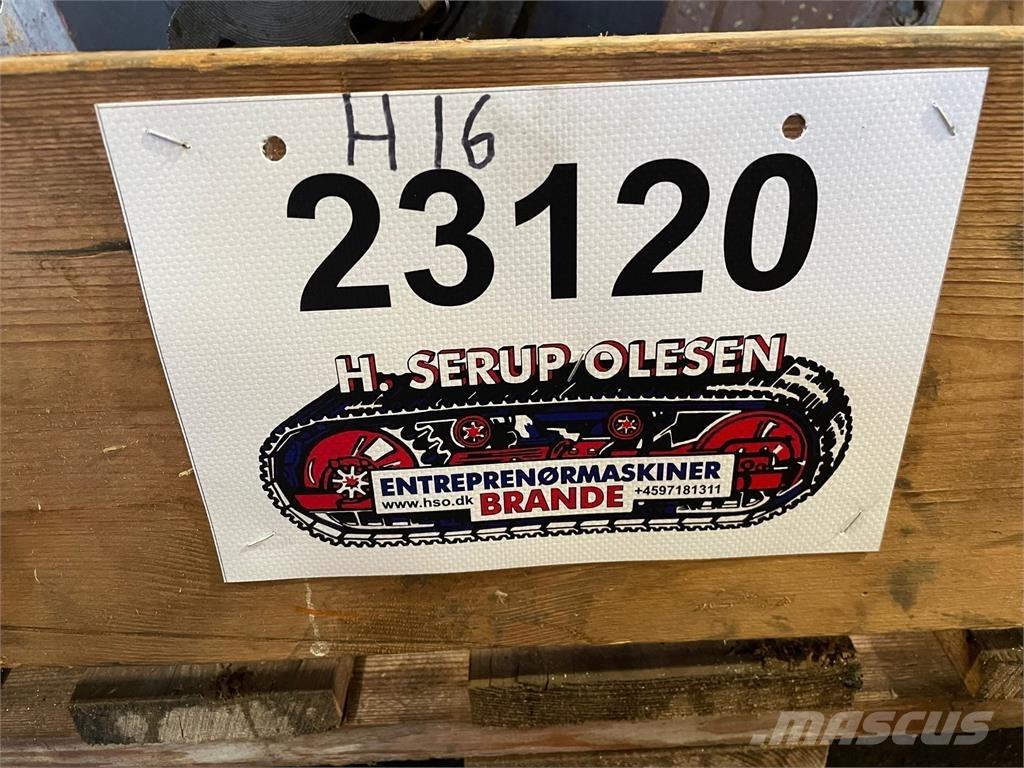 H16
23120
H. SERUP OLESEN
ENTREPRENØRMASKINER
www.hso.dk BRANDE +4597181311
MASCUS